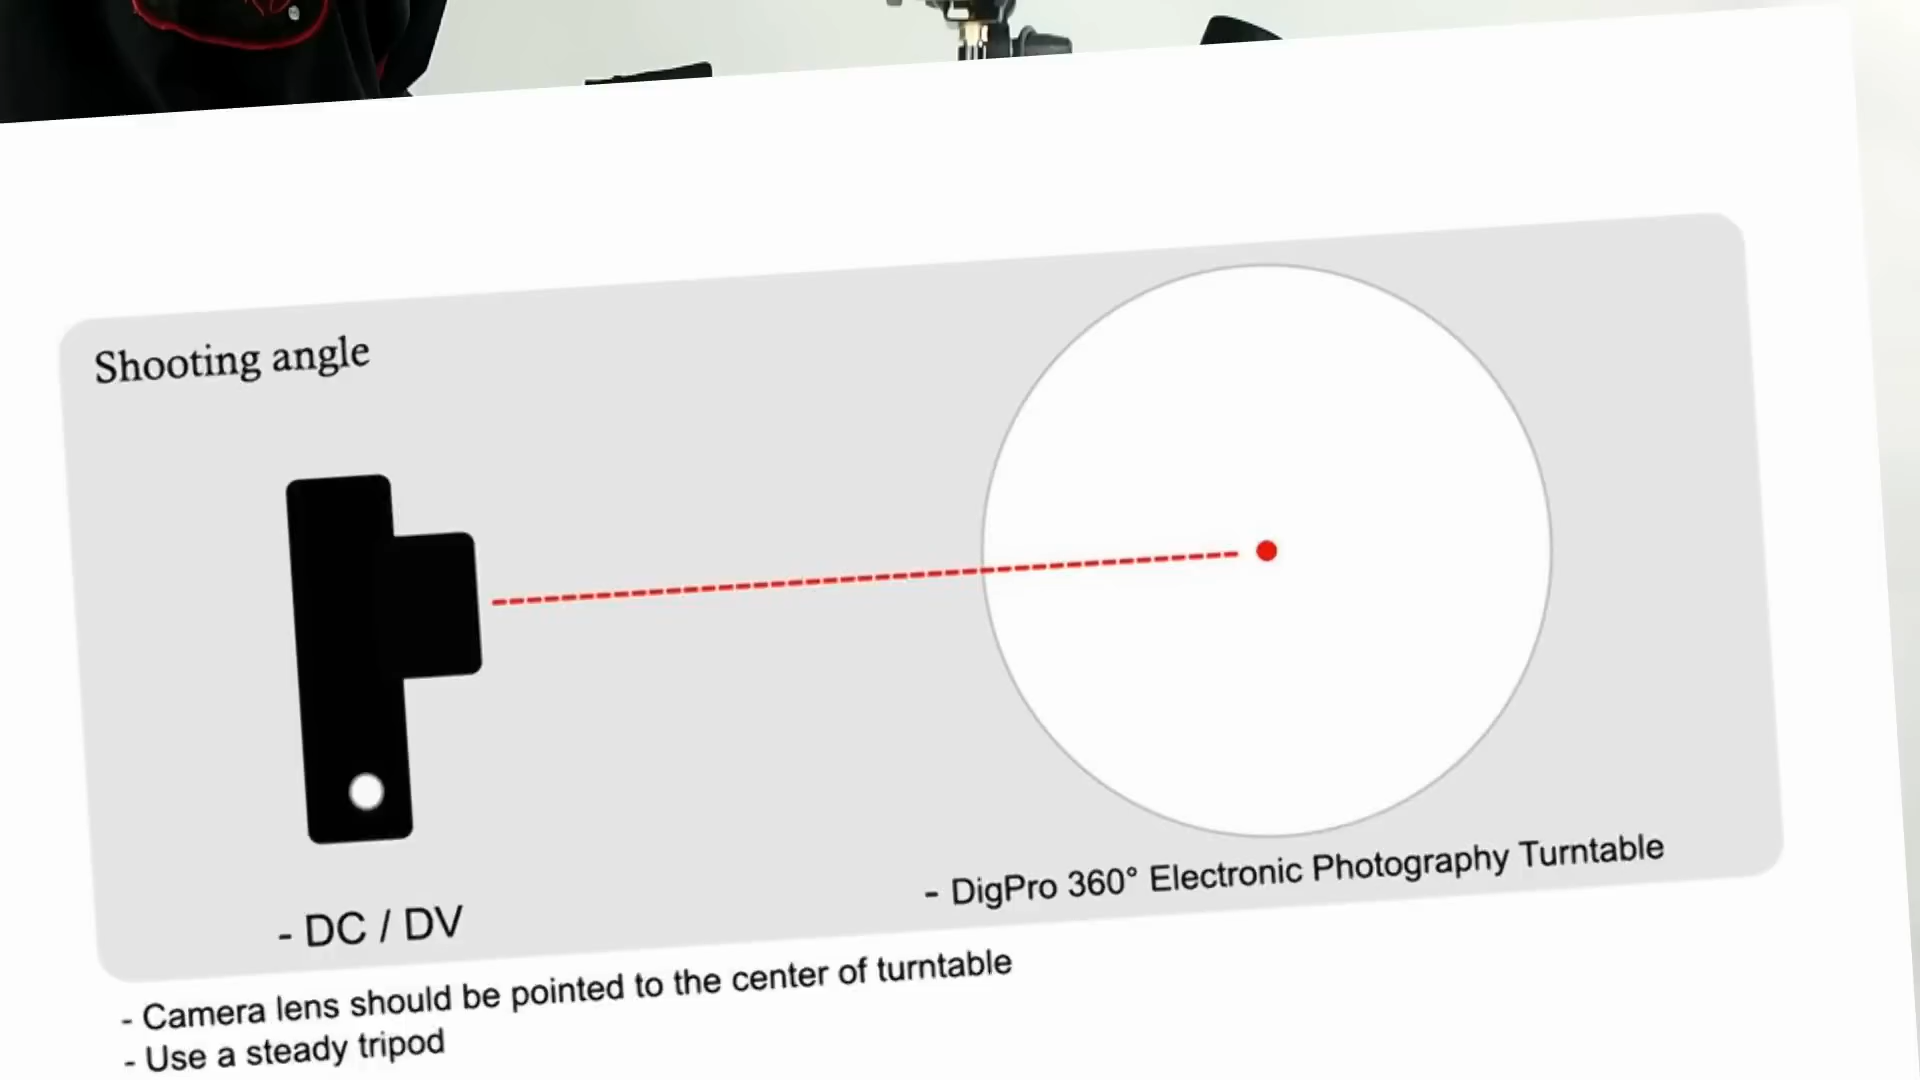 Shooting angle
- DC / DV
- DigPro 360° Electronic Photography Turntable
- Camera lens should be pointed to the center of turntable
- Use a steady tripod